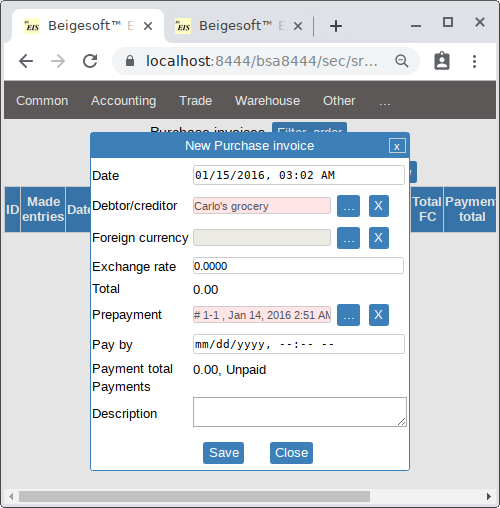 EIS Beigesoft™ E
EIS Beigesoft™ E
localhost:8444/bsa8444/sec/sr...
Common Accounting Trade Warehouse Other ...
Purchase invoices Filter, order
New Purchase invoice x
ID Made entries Date Total FC Payment total
Date 01/15/2016, 03:02 AM
Debtor/creditor Carlo's grocery ... X
Foreign currency ... X
Exchange rate 0.0000
Total 0.00
Prepayment # 1-1 , Jan 14, 2016 2:51 AM ... X
Pay by mm/dd/yyyy, --:-- --
Payment total 0.00, Unpaid
Payments
Description
Save Close